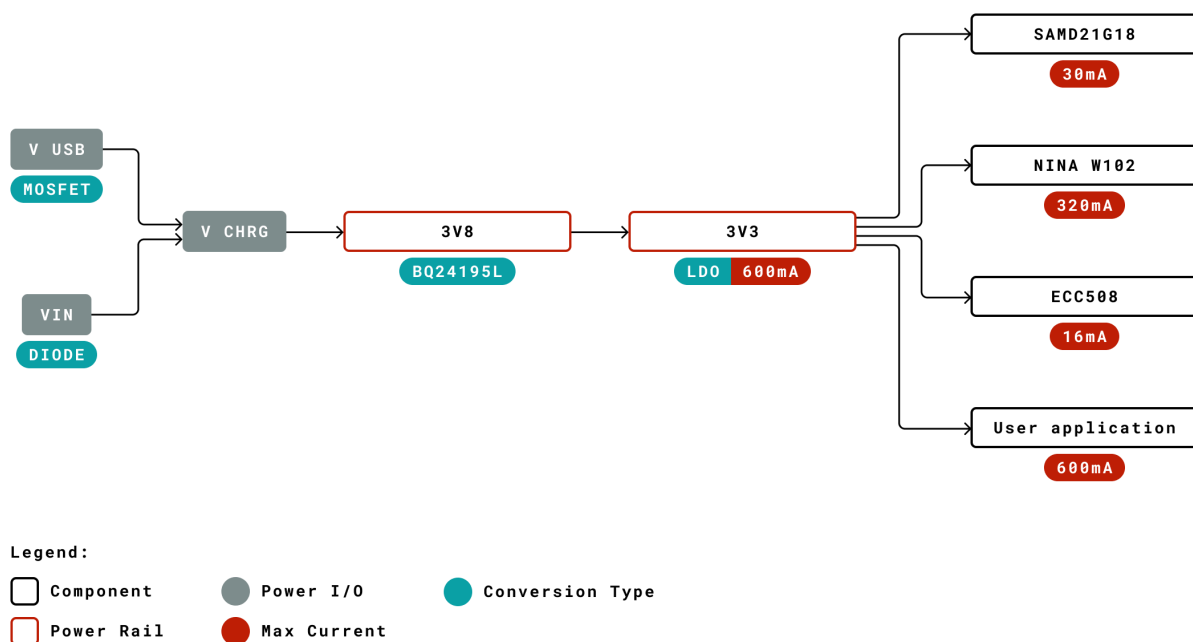 SAMD21G18
30mA
V USB
MOSFET
NINA W102
320mA
V CHRG
3V8
BQ24195L
3V3
LDO 600mA
VIN
DIODE
ECC508
16mA
User application
600mA
Legend:
Component
Power I/O
Conversion Type
Power Rail
Max Current